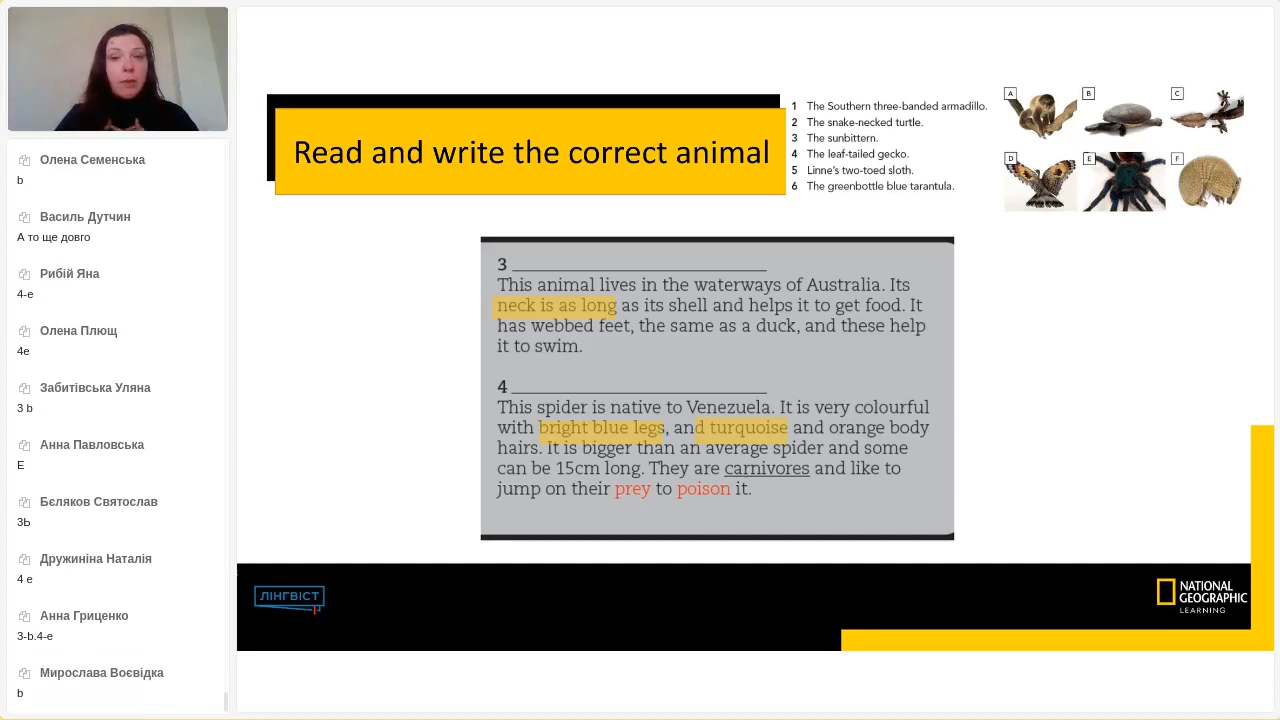 Олена Семенська
b
Василь Дутчин
А то ще довго
Рибій Яна
4-е
Олена Плющ
4е
Забитівська Уляна
3 b
Анна Павловська
Е
Бєляков Святослав
3Ь
Дружиніна Наталія
4 е
Анна Гриценко
3-b.4-e
Мирослава Воєвідка
b
Read and write the correct animal
1 The Southern three-banded armadillo.
2 The snake-necked turtle.
3 The sunbittern.
4 The leaf-tailed gecko.
5 Linne's two-toed sloth.
6 The greenbottle blue tarantula.
A
B
C
D
E
F
3
This animal lives in the waterways of Australia. Its
neck is as long as its shell and helps it to get food. It
has webbed feet, the same as a duck, and these help
it to swim.
4
This spider is native to Venezuela. It is very colourful
with bright blue legs, and turquoise and orange body
hairs. It is bigger than an average spider and some
can be 15cm long. They are carnivores and like to
jump on their prey to poison it.
ЛІНГВІСТ
NATIONAL
GEOGRAPHIC
LEARNING